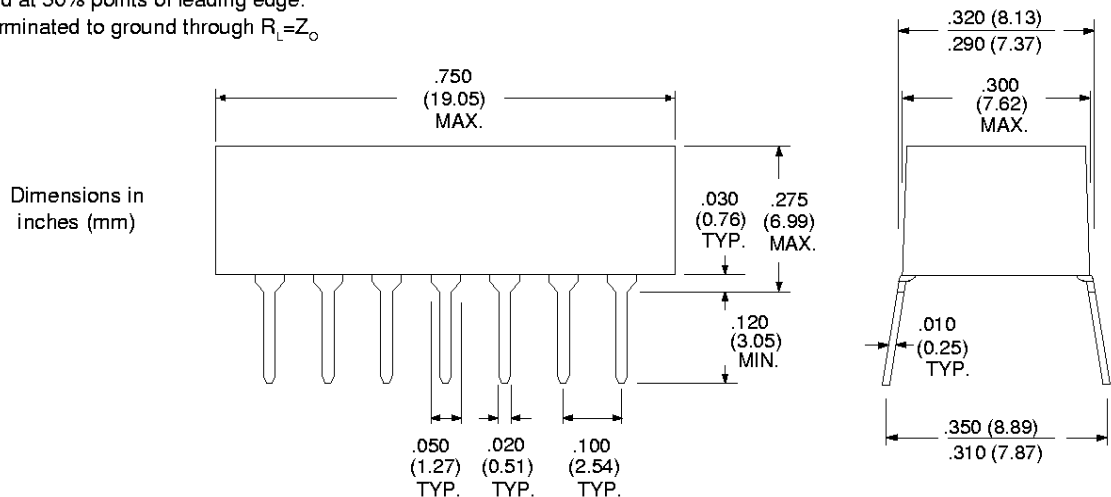 d at 50% points of leading edge.
rminated to ground through RL=ZO
.320 (8.13)
.290 (7.37)
.750
(19.05)
MAX.
.300
(7.62)
MAX.
Dimensions in
inches (mm)
.030
(0.76)
TYP.
.275
(6.99)
MAX.
.120
(3.05)
MIN.
.010
(0.25)
TYP.
.050
(1.27)
TYP.
.020
(0.51)
TYP.
.100
(2.54)
TYP.
.350 (8.89)
.310 (7.87)